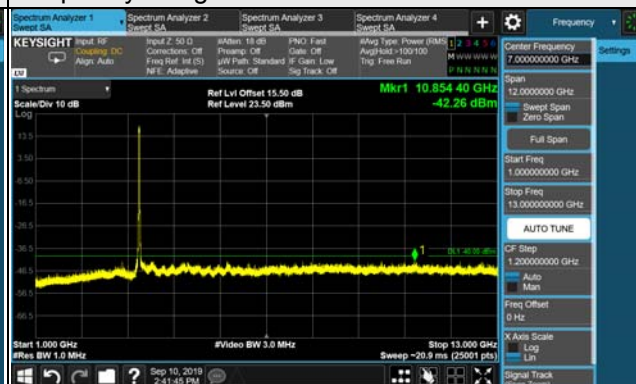 Spectrum Analyzer 1
Swept SA
Spectrum Analyzer 2
Swept SA
Spectrum Analyzer 3
Swept SA
Spectrum Analyzer 4
Swept SA
+
Frequency
KEYSIGHT
Input: RF
Coupling: DC
Align: Auto
Input Z: 50 Ω
Corrections: Off
Freq Ref: Int (S)
NFE: Adaptive
#Atten: 18 dB
Preamp: Off
µW Path: Standard
Source: Off
PNO: Fast
Gate: Off
IF Gain: Low
Sig Track: Off
#Avg Type: Power (RMS)
Avg|Hold:>100/100
Trig: Free Run
1 2 3 4 5 6
M W W W W W
P N N N N N
Settings
1 Spectrum
Scale/Div 10 dB
Log
Ref Lvl Offset 15.50 dB
Ref Level 23.50 dBm
Mkr1 10.854 40 GHz
-42.26 dBm
13.5
3.50
-6.50
-16.5
-26.5
-36.5
-46.5
-56.5
-66.5
1
DL1 -40.00 dBm
Start 1.000 GHz
#Res BW 1.0 MHz
#Video BW 3.0 MHz
Stop 13.000 GHz
Sweep ~20.9 ms (25001 pts)
Center Frequency
7.000000000 GHz
Span
12.0000000 GHz
Swept Span
Zero Span
Full Span
Start Freq
1.000000000 GHz
Stop Freq
13.000000000 GHz
AUTO TUNE
CF Step
1.200000000 GHz
Auto
Man
Freq Offset
0 Hz
X Axis Scale
Log
Lin
Signal Track
?
Sep 10, 2019
2:41:45 PM